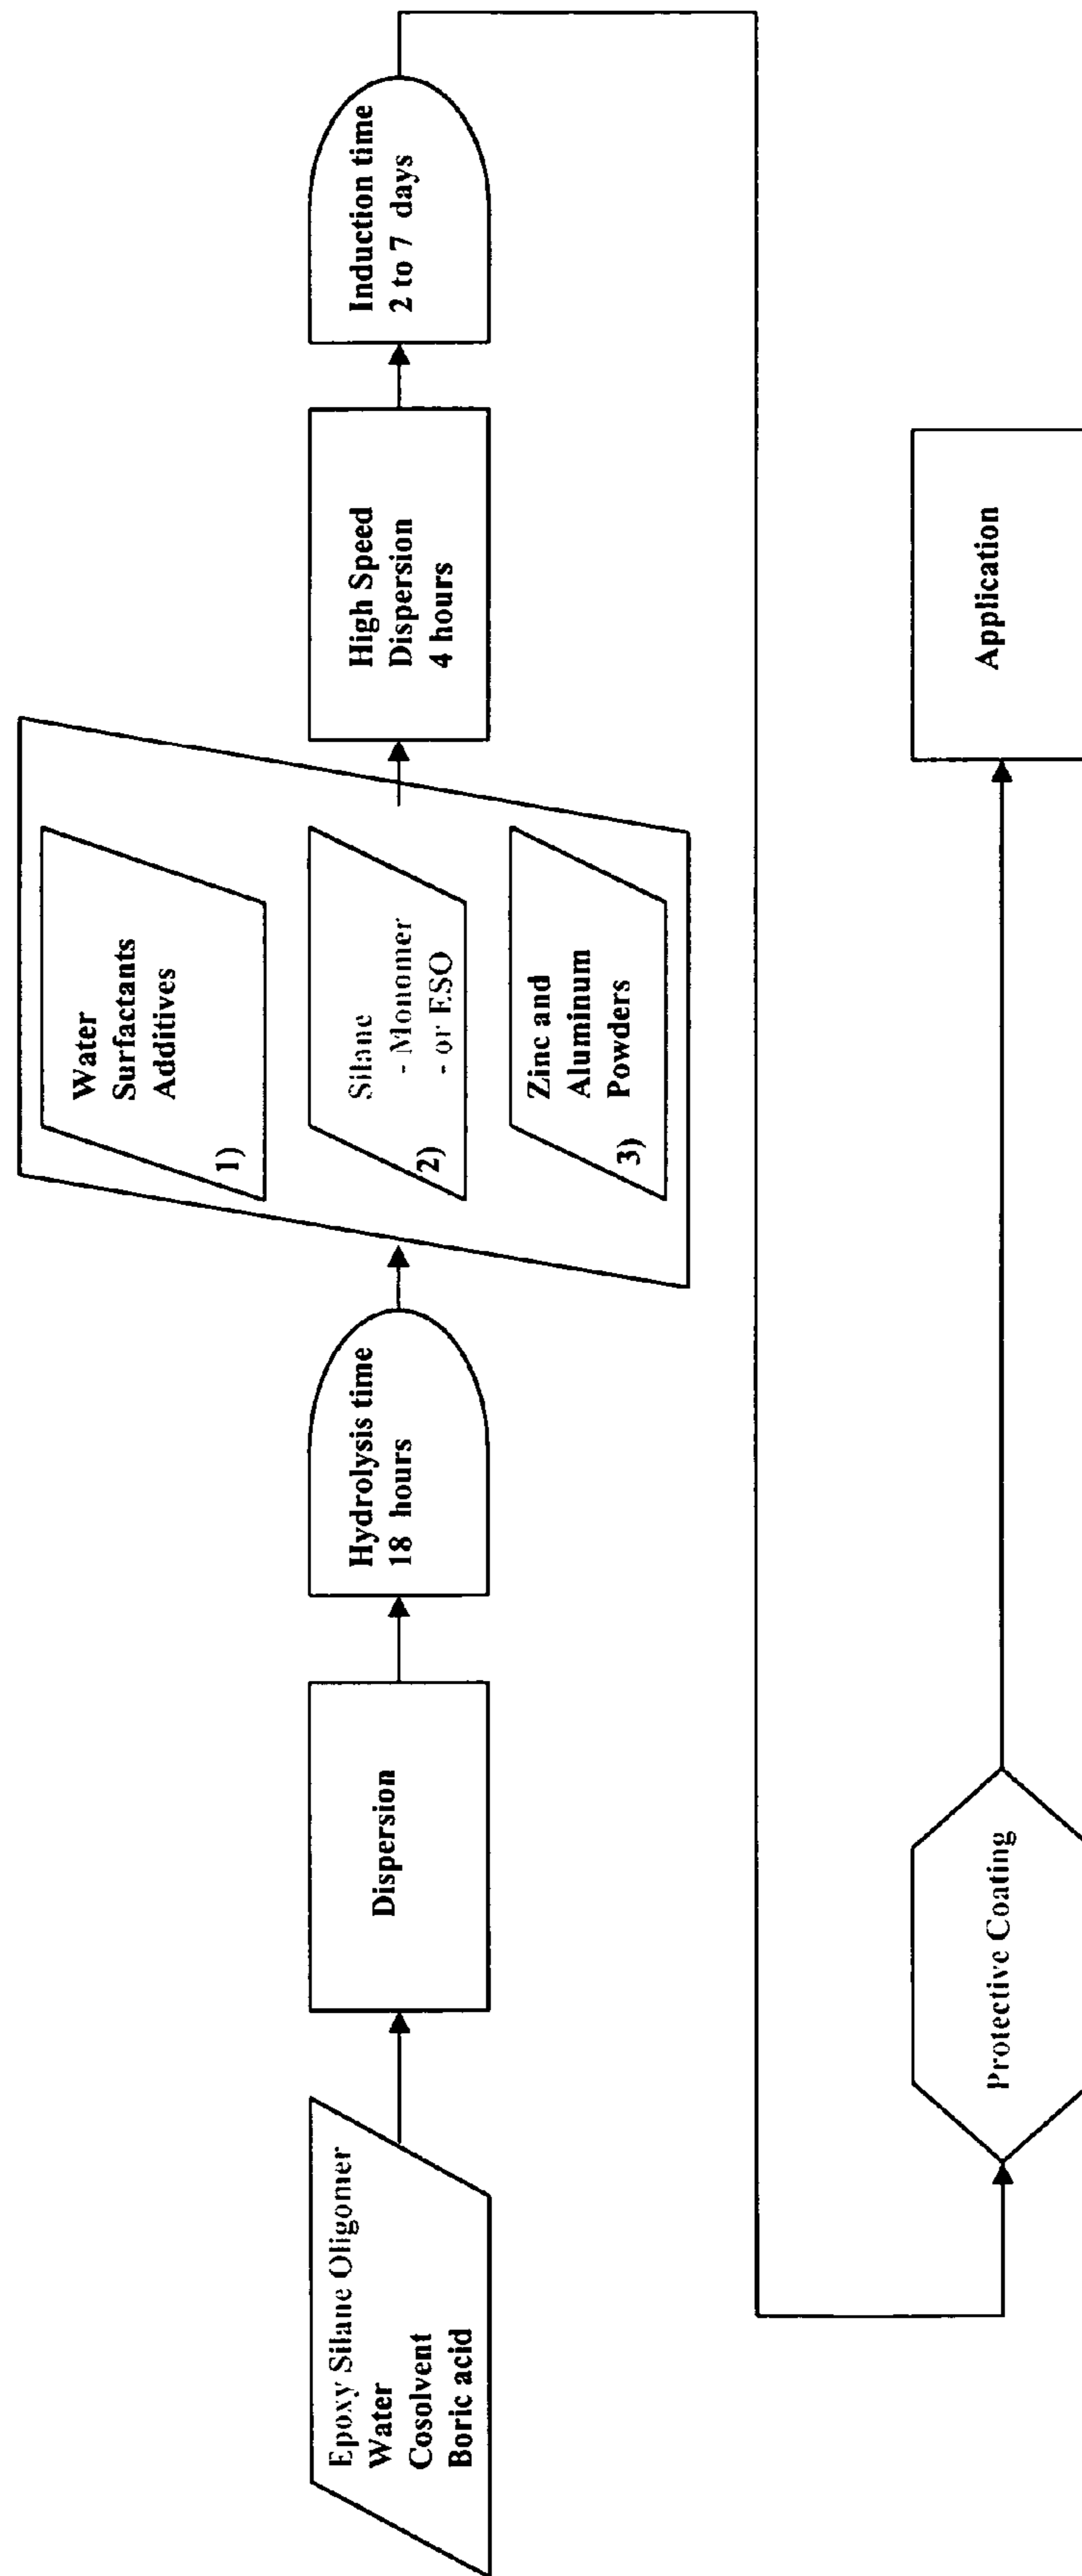 Epoxy Silane Oligomer
Water
Cosolvent
Boric acid
Dispersion
Hydrolysis time
18 hours
Water
Surfactants
Additives
1)
Silane
- Monomer
- or ESO
2)
Zinc and
Aluminum
Powders
3)
High Speed
Dispersion
4 hours
Induction time
2 to 7 days
Protective Coating
Application